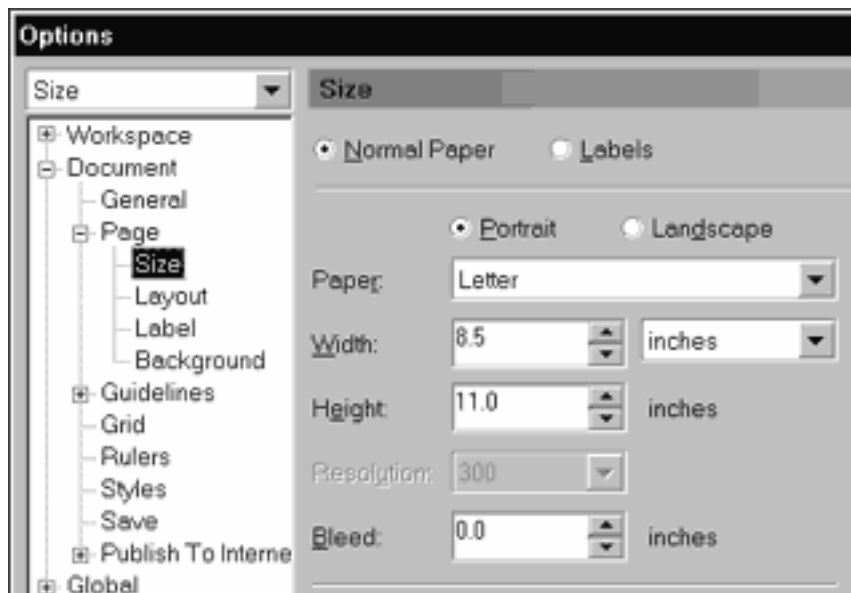 Options
Size
Workspace
Document
General
Page
Size
Layout
Label
Background
Guidelines
Grid
Rulers
Styles
Save
Publish To Interne
Global
Size
Normal Paper Labels
Portrait Landscape
Paper: Letter
Width: 8.5 inches
Height: 11.0 inches
Resolution: 300
Bleed: 0.0 inches